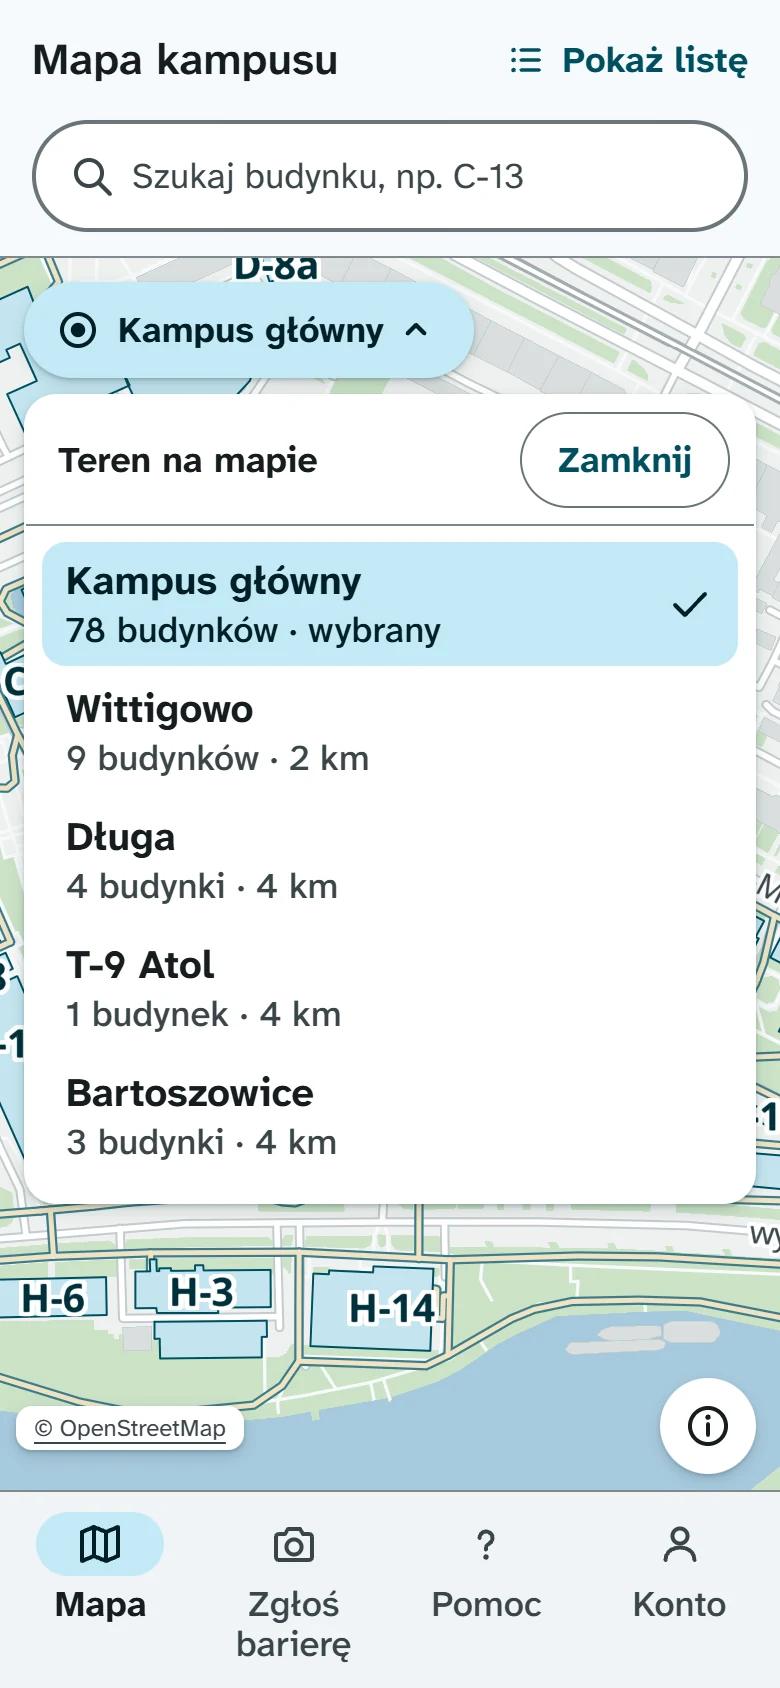 Mapa kampusu
Pokaż listę
Szukaj budynku, np. C-13
D-8a
Kampus główny
Teren na mapie
Zamknij
Kampus główny
78 budynków · wybrany
Wittigowo
9 budynków · 2 km
Długa
4 budynki · 4 km
T-9 Atol
1 budynek · 4 km
Bartoszowice
3 budynki · 4 km
H-6
H-3
H-14
© OpenStreetMap
Mapa
Zgłoś
barierę
Pomoc
Konto